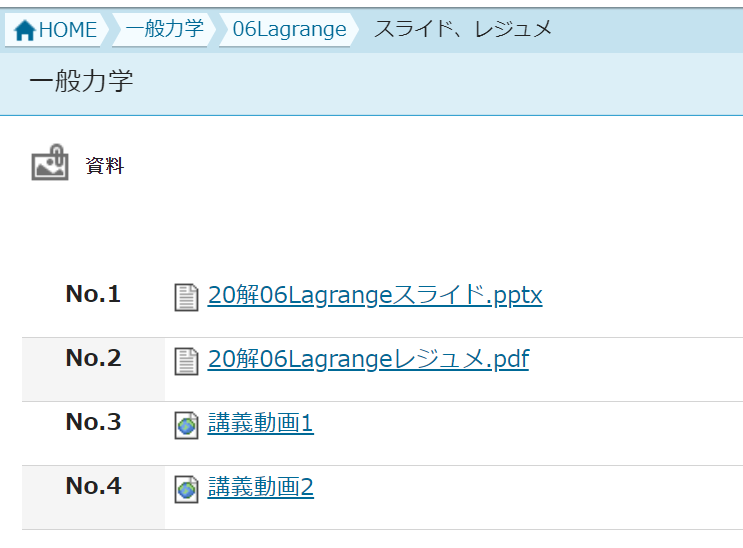 HOME 一般力学 06Lagrange スライド、レジュメ
一般力学
資料
No.1 20解06Lagrangeスライド.pptx
No.2 20解06Lagrangeレジュメ.pdf
No.3 講義動画1
No.4 講義動画2